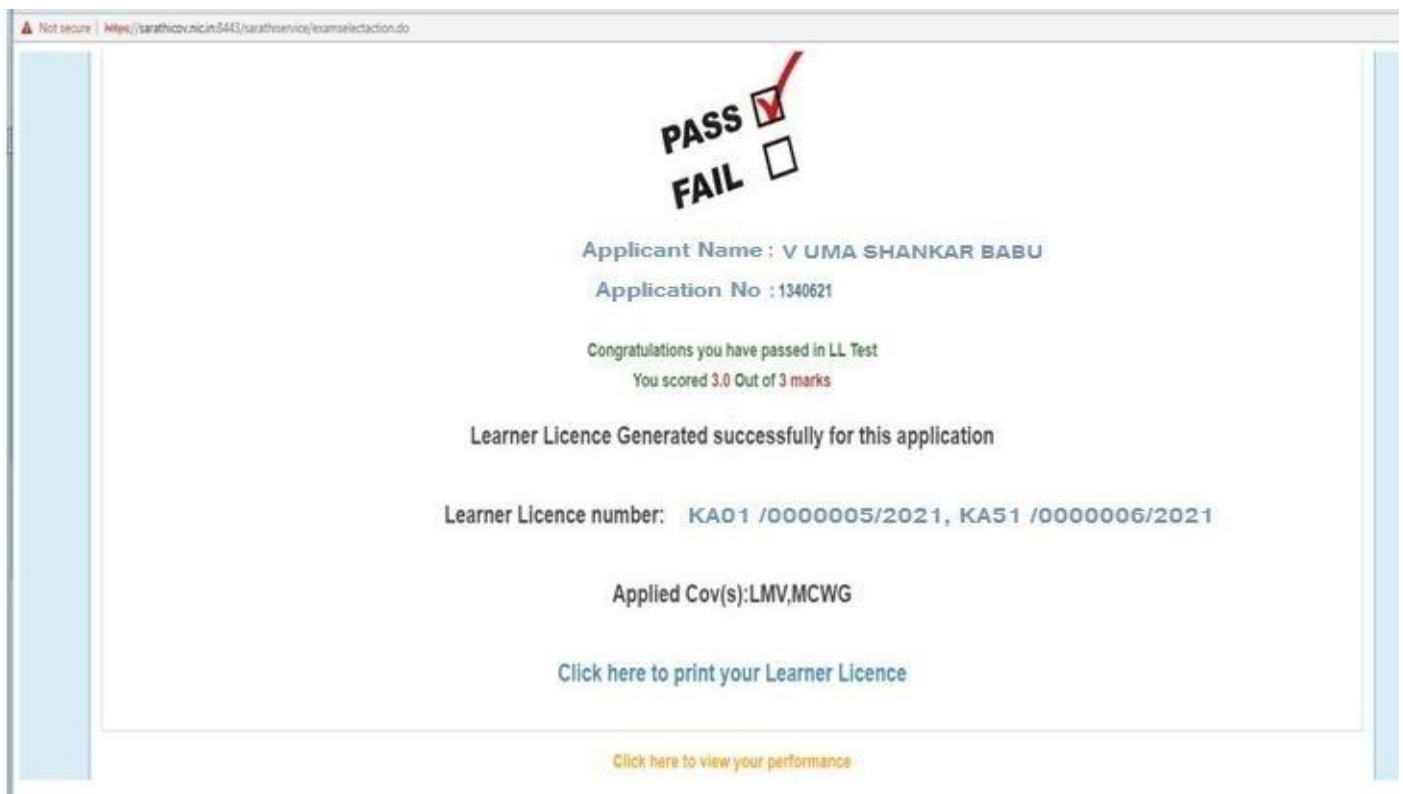 Not secure | https://sarathicov.nic.in:8443/sarathiservice/examselectaction.do
PASS
FAIL
Applicant Name : V UMA SHANKAR BABU
Application No : 1340621
Congratulations you have passed in LL Test
You scored 3.0 Out of 3 marks
Learner Licence Generated successfully for this application
Learner Licence number: KA01 /0000005/2021, KA51 /0000006/2021
Applied Cov(s):LMV,MCWG
Click here to print your Learner Licence
Click here to view your performance